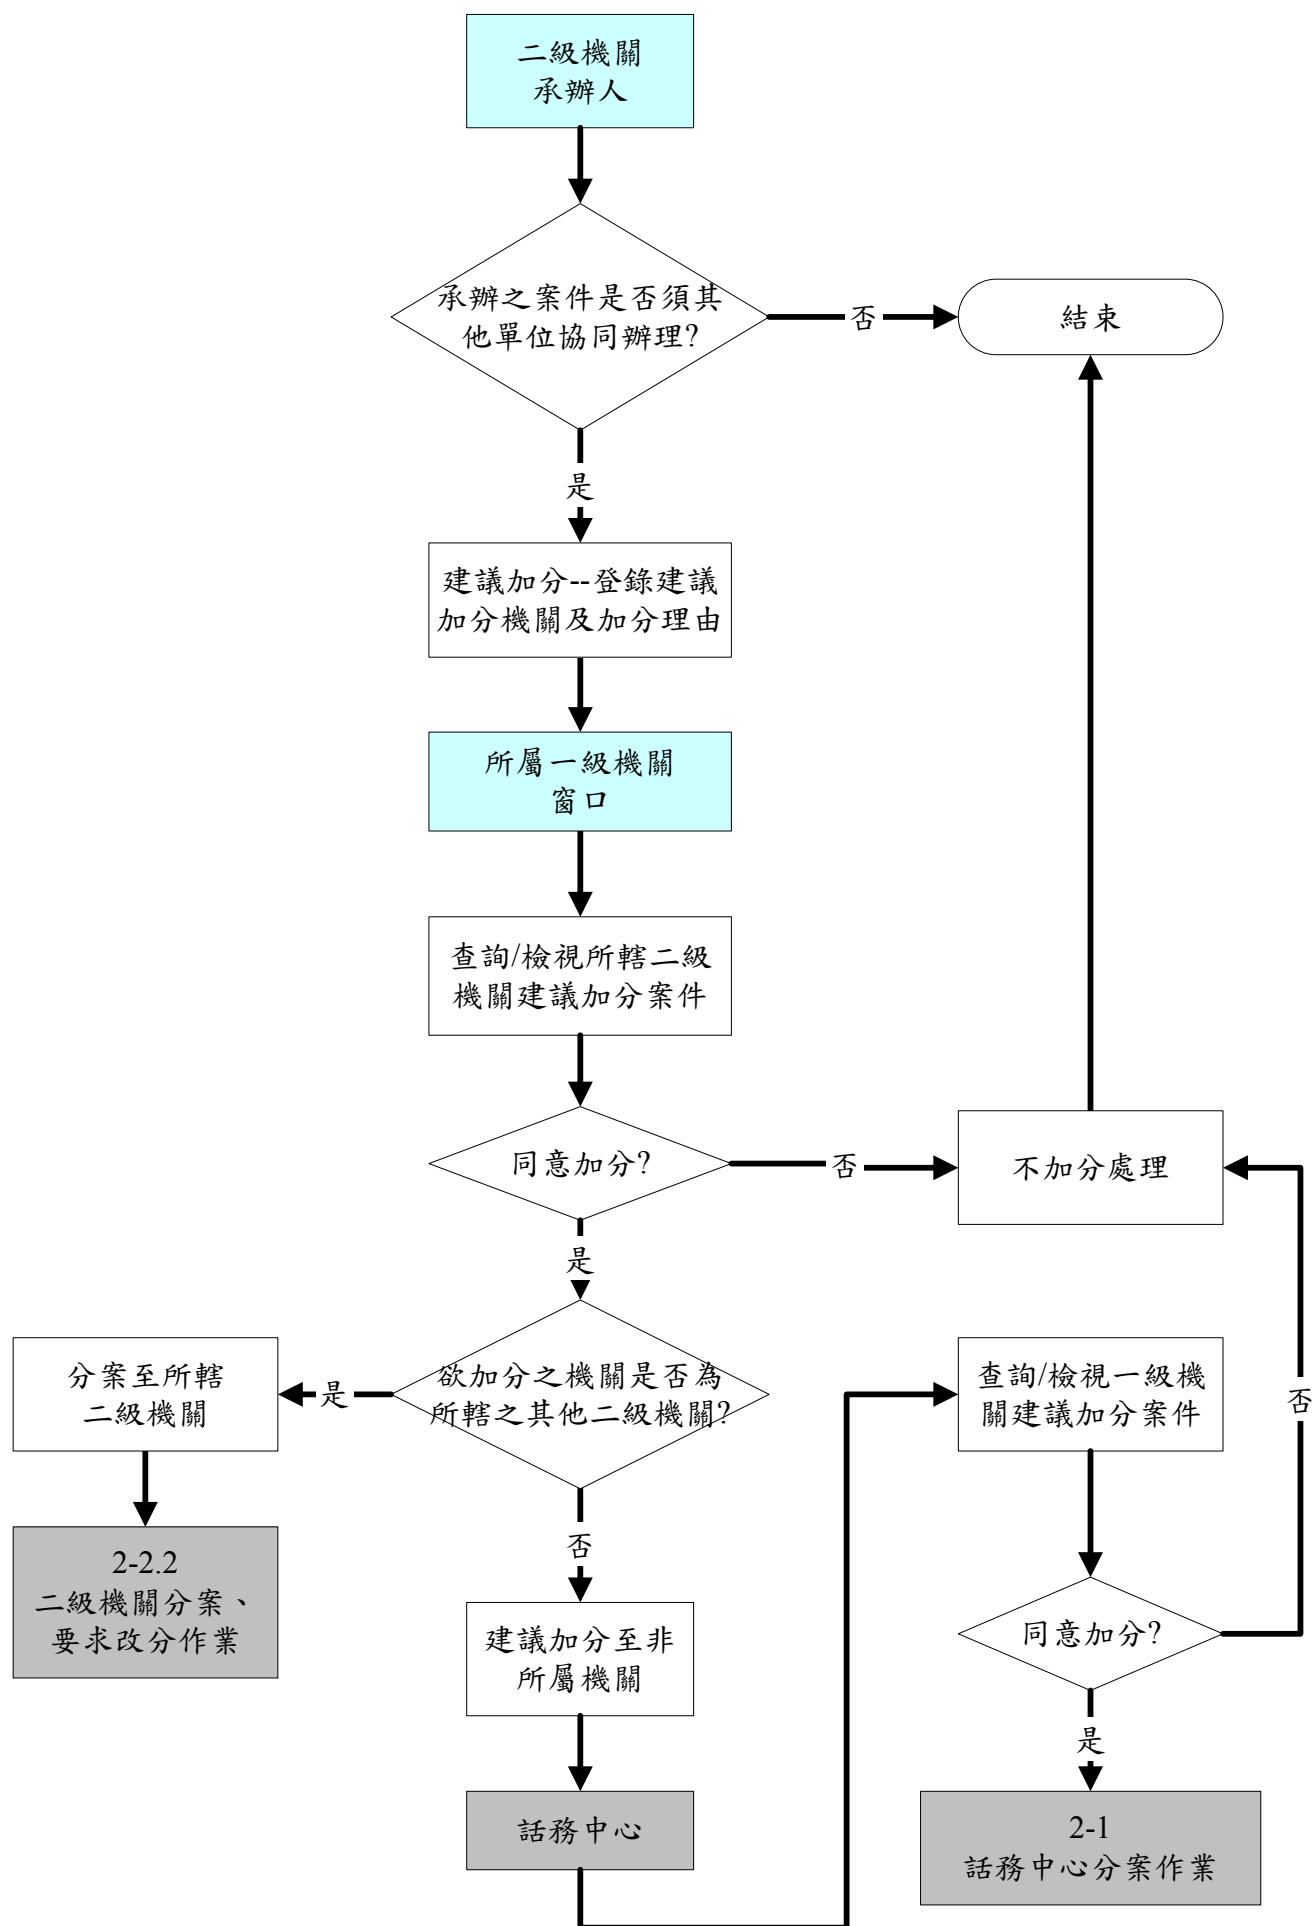 二級機關
承辦人
承辦之案件是否須其
他單位協同辦理?
否
結束
是
建議加分--登錄建議
加分機關及加分理由
所屬一級機關
窗口
查詢/檢視所轄二級
機關建議加分案件
同意加分?
否
不加分處理
是
欲加分之機關是否為
所轄之其他二級機關?
是
分案至所轄
二級機關
2-2.2
二級機關分案、
要求改分作業
否
建議加分至非
所屬機關
話務中心
查詢/檢視一級機
關建議加分案件
同意加分?
否
是
2-1
話務中心分案作業